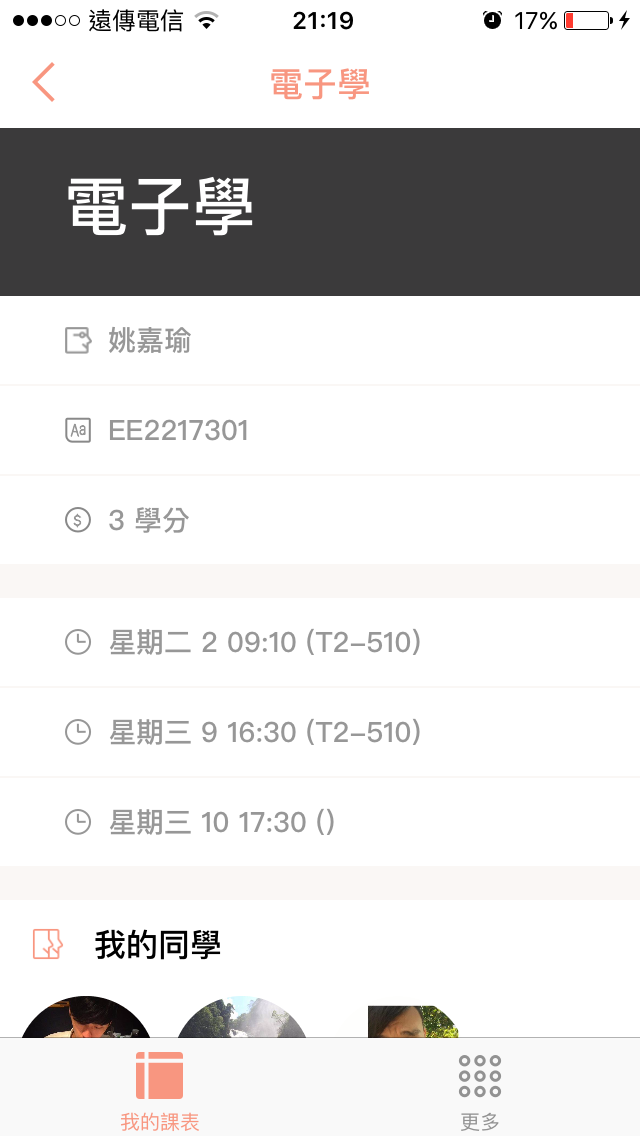 遠傳電信 21:19 17%
電子學
電子學
姚嘉瑜
Aa EE2217301
$ 3 學分
星期二 2 09:10 (T2-510)
星期三 9 16:30 (T2-510)
星期三 10 17:30 ()
我的同學
我的課表 更多